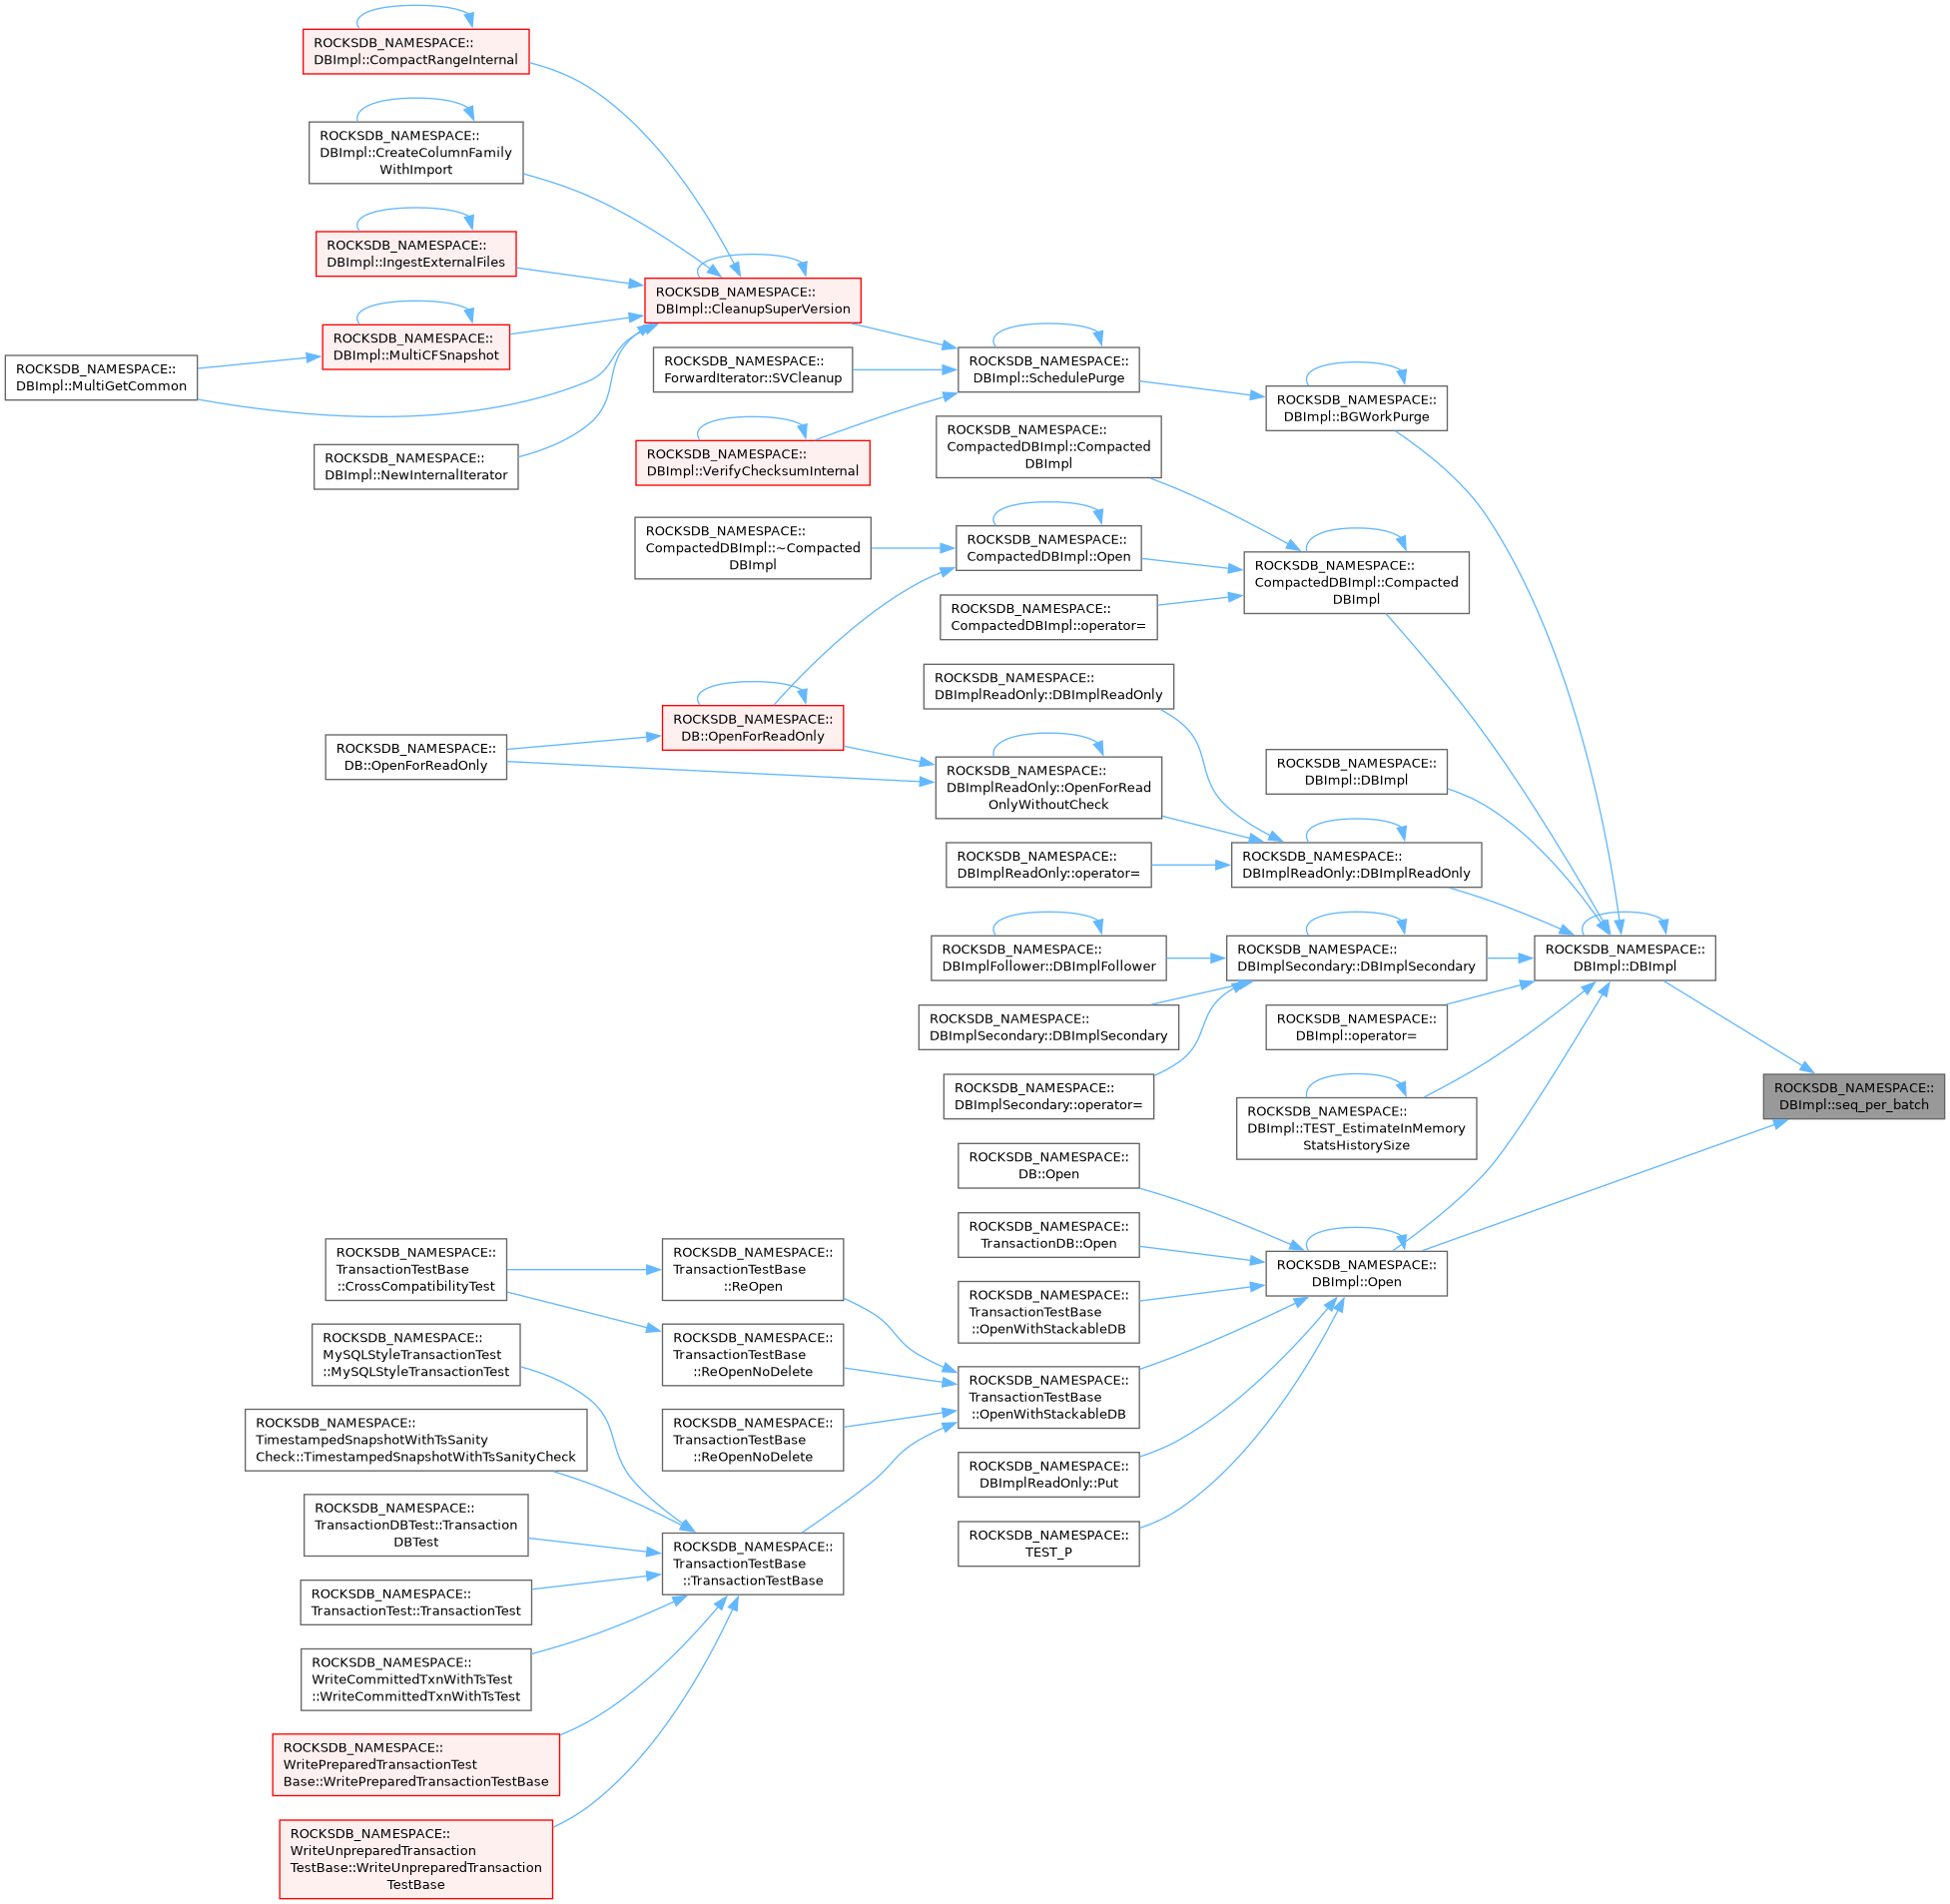 ROCKSDB_NAMESPACE::
DBImpl::CompactRangeInternal
ROCKSDB_NAMESPACE::
DBImpl::CreateColumnFamily
WithImport
ROCKSDB_NAMESPACE::
DBImpl::IngestExternalFiles
ROCKSDB_NAMESPACE::
DBImpl::MultiCFSnapshot
ROCKSDB_NAMESPACE::
DBImpl::MultiGetCommon
ROCKSDB_NAMESPACE::
DBImpl::NewInternalIterator
ROCKSDB_NAMESPACE::
DBImpl::CleanupSuperVersion
ROCKSDB_NAMESPACE::
ForwardIterator::SVCleanup
ROCKSDB_NAMESPACE::
DBImpl::VerifyChecksumInternal
ROCKSDB_NAMESPACE::
DBImpl::SchedulePurge
ROCKSDB_NAMESPACE::
DBImpl::BGWorkPurge
ROCKSDB_NAMESPACE::
CompactedDBImpl::Compacted
DBImpl
ROCKSDB_NAMESPACE::
CompactedDBImpl::~Compacted
DBImpl
ROCKSDB_NAMESPACE::
CompactedDBImpl::Open
ROCKSDB_NAMESPACE::
CompactedDBImpl::Compacted
DBImpl
ROCKSDB_NAMESPACE::
CompactedDBImpl::operator=
ROCKSDB_NAMESPACE::
DBImplReadOnly::DBImplReadOnly
ROCKSDB_NAMESPACE::
DB::OpenForReadOnly
ROCKSDB_NAMESPACE::
DB::OpenForReadOnly
ROCKSDB_NAMESPACE::
DBImplReadOnly::OpenForRead
OnlyWithoutCheck
ROCKSDB_NAMESPACE::
DBImpl::DBImpl
ROCKSDB_NAMESPACE::
DBImplReadOnly::operator=
ROCKSDB_NAMESPACE::
DBImplReadOnly::DBImplReadOnly
ROCKSDB_NAMESPACE::
DBImplFollower::DBImplFollower
ROCKSDB_NAMESPACE::
DBImplSecondary::DBImplSecondary
ROCKSDB_NAMESPACE::
DBImpl::DBImpl
ROCKSDB_NAMESPACE::
DBImplSecondary::DBImplSecondary
ROCKSDB_NAMESPACE::
DBImpl::operator=
ROCKSDB_NAMESPACE::
DBImplSecondary::operator=
ROCKSDB_NAMESPACE::
DBImpl::TEST_EstimateInMemory
StatsHistorySize
ROCKSDB_NAMESPACE::
DBImpl::seq_per_batch
ROCKSDB_NAMESPACE::
DB::Open
ROCKSDB_NAMESPACE::
TransactionDB::Open
ROCKSDB_NAMESPACE::
DBImpl::Open
ROCKSDB_NAMESPACE::
TransactionTestBase
::OpenWithStackableDB
ROCKSDB_NAMESPACE::
TransactionTestBase
::CrossCompatibilityTest
ROCKSDB_NAMESPACE::
TransactionTestBase
::ReOpen
ROCKSDB_NAMESPACE::
MySQLStyleTransactionTest
::MySQLStyleTransactionTest
ROCKSDB_NAMESPACE::
TransactionTestBase
::ReOpenNoDelete
ROCKSDB_NAMESPACE::
TransactionTestBase
::OpenWithStackableDB
ROCKSDB_NAMESPACE::
TimestampedSnapshotWithTsSanity
Check::TimestampedSnapshotWithTsSanityCheck
ROCKSDB_NAMESPACE::
TransactionTestBase
::ReOpenNoDelete
ROCKSDB_NAMESPACE::
DBImplReadOnly::Put
ROCKSDB_NAMESPACE::
TransactionDBTest::Transaction
DBTest
ROCKSDB_NAMESPACE::
TEST_P
ROCKSDB_NAMESPACE::
TransactionTestBase
::TransactionTestBase
ROCKSDB_NAMESPACE::
TransactionTest::TransactionTest
ROCKSDB_NAMESPACE::
WriteCommittedTxnWithTsTest
::WriteCommittedTxnWithTsTest
ROCKSDB_NAMESPACE::
WritePreparedTransactionTest
Base::WritePreparedTransactionTestBase
ROCKSDB_NAMESPACE::
WriteUnpreparedTransaction
TestBase::WriteUnpreparedTransaction
TestBase